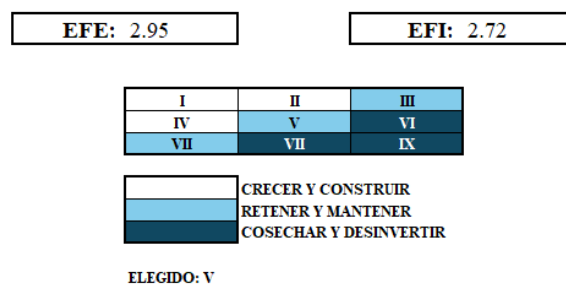 EFE: 2.95 EFI: 2.72
I II III
IV V VI
VII VII IX
CRECER Y CONSTRUIR
RETENER Y MANTENER
COSECHAR Y DESINVERTIR
ELEGIDO: V